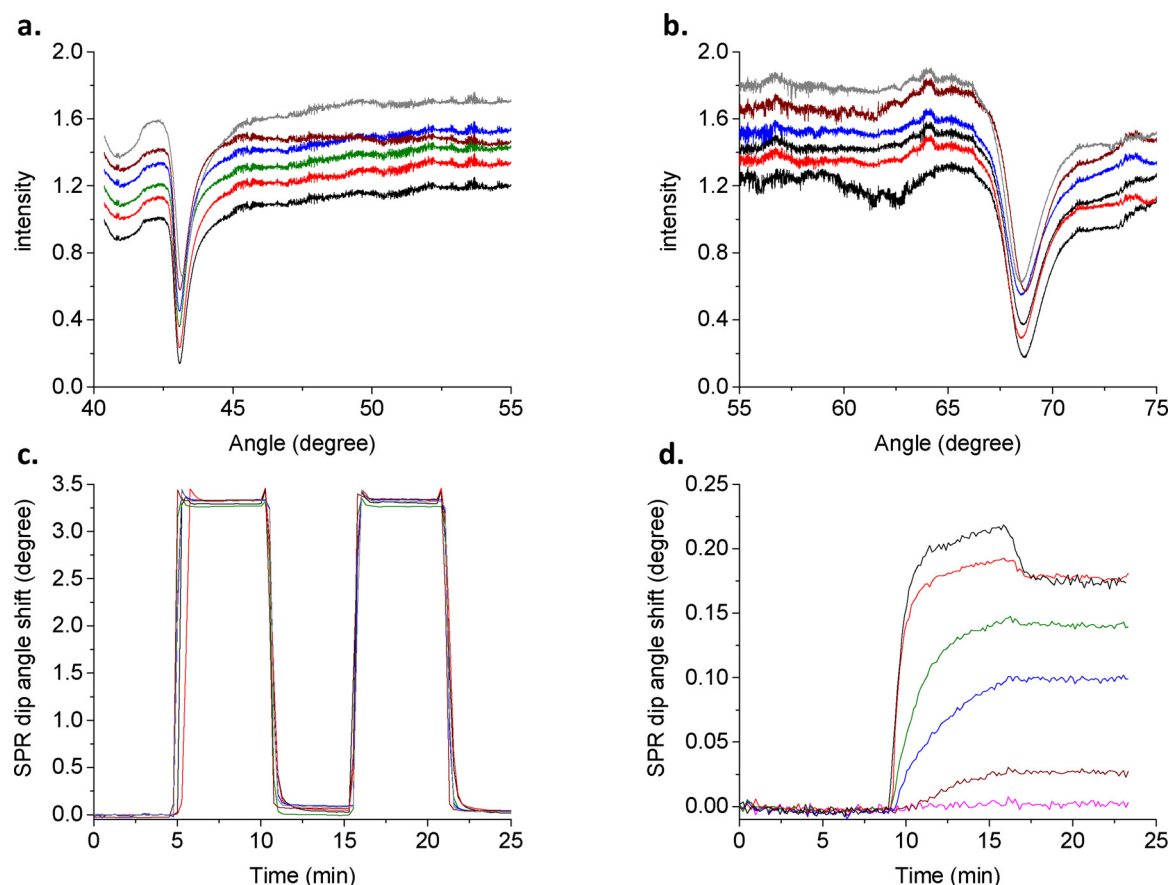 a.
2.0
1.6
1.2
0.8
0.4
0.0
intensity
40 45 50 55
Angle (degree)
b.
2.0
1.6
1.2
0.8
0.4
0.0
intensity
55 60 65 70 75
Angle (degree)
c.
3.5
3.0
2.5
2.0
1.5
1.0
0.5
0.0
SPR dip angle shift (degree)
0 5 10 15 20 25
Time (min)
d.
0.25
0.20
0.15
0.10
0.05
0.00
SPR dip angle shift (degree)
0 5 10 15 20 25
Time (min)